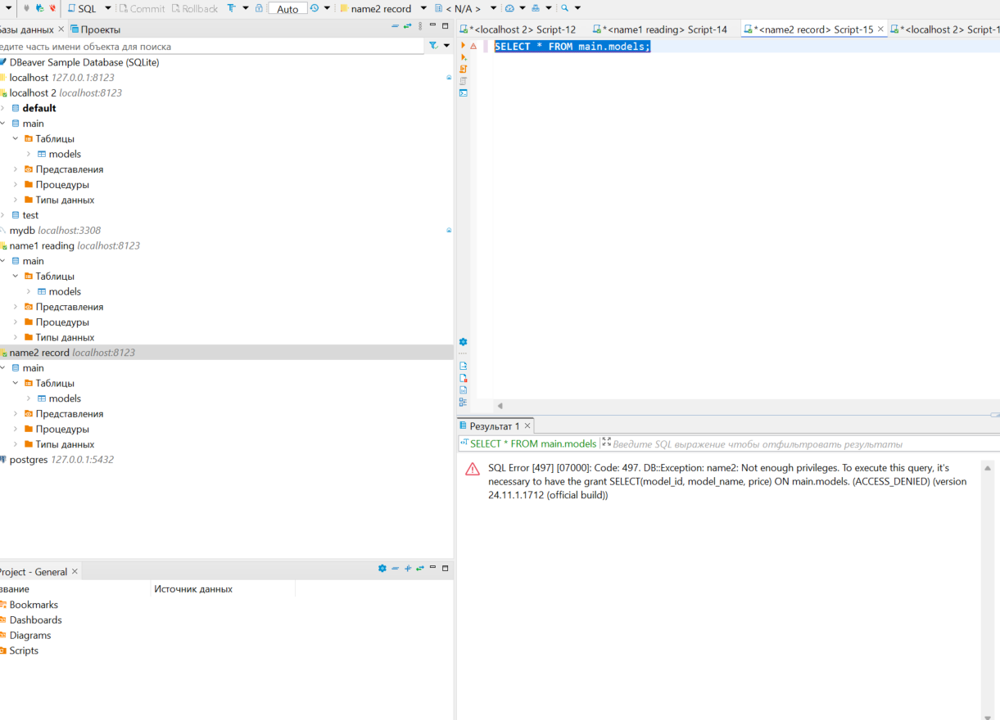 SQL Commit Rollback Auto name2 record < N/A >
азы данных × Проекты
едите часть имени объекта для поиска
DBeaver Sample Database (SQLite)
localhost 127.0.0.1:8123
localhost 2 localhost:8123
default
main
Таблицы
models
Представления
Процедуры
Типы данных
test
mydb localhost:3308
name1 reading localhost:8123
main
Таблицы
models
Представления
Процедуры
Типы данных
name2 record localhost:8123
main
Таблицы
models
Представления
Процедуры
Типы данных
postgres 127.0.0.1:5432
Project - General ×
звание Источник данных
Bookmarks
Dashboards
Diagrams
Scripts
*<localhost 2> Script-12 *<name1 reading> Script-14 *<name2 record> Script-15 × *<localhost 2> Script-1
SELECT * FROM main.models;
Результат 1 ×
SELECT * FROM main.models Введите SQL выражение чтобы отфильтровать результаты
SQL Error [497] [07000]: Code: 497. DB::Exception: name2: Not enough privileges. To execute this query, it's
necessary to have the grant SELECT(model_id, model_name, price) ON main.models. (ACCESS_DENIED) (version
24.11.1.1712 (official build))